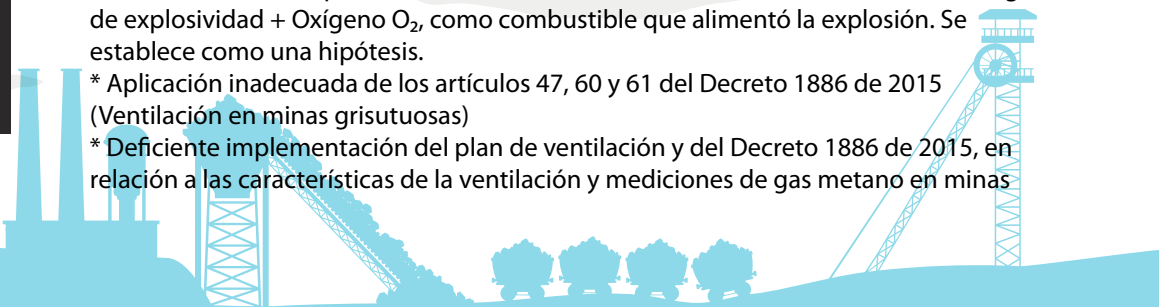 de explosividad + Oxígeno O₂, como combustible que alimentó la explosión. Se
establece como una hipótesis.
* Aplicación inadecuada de los artículos 47, 60 y 61 del Decreto 1886 de 2015
(Ventilación en minas grisutuosas)
* Deficiente implementación del plan de ventilación y del Decreto 1886 de 2015, en
relación a las características de la ventilación y mediciones de gas metano en minas